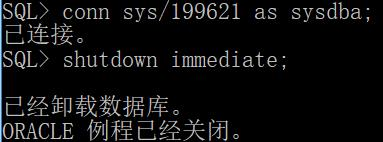 SQL> conn sys/199621 as sysdba;
已连接。
SQL> shutdown immediate;
已经卸载数据库。
ORACLE 例程已经关闭。